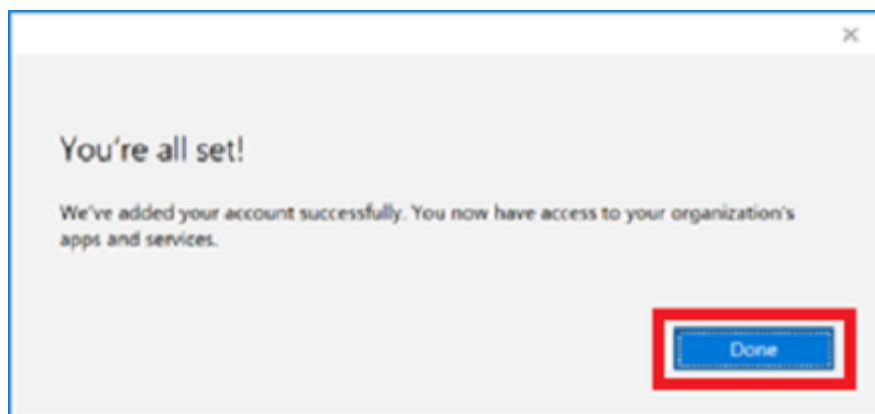 You're all set!
We've added your account successfully. You now have access to your organization's
apps and services.
Done